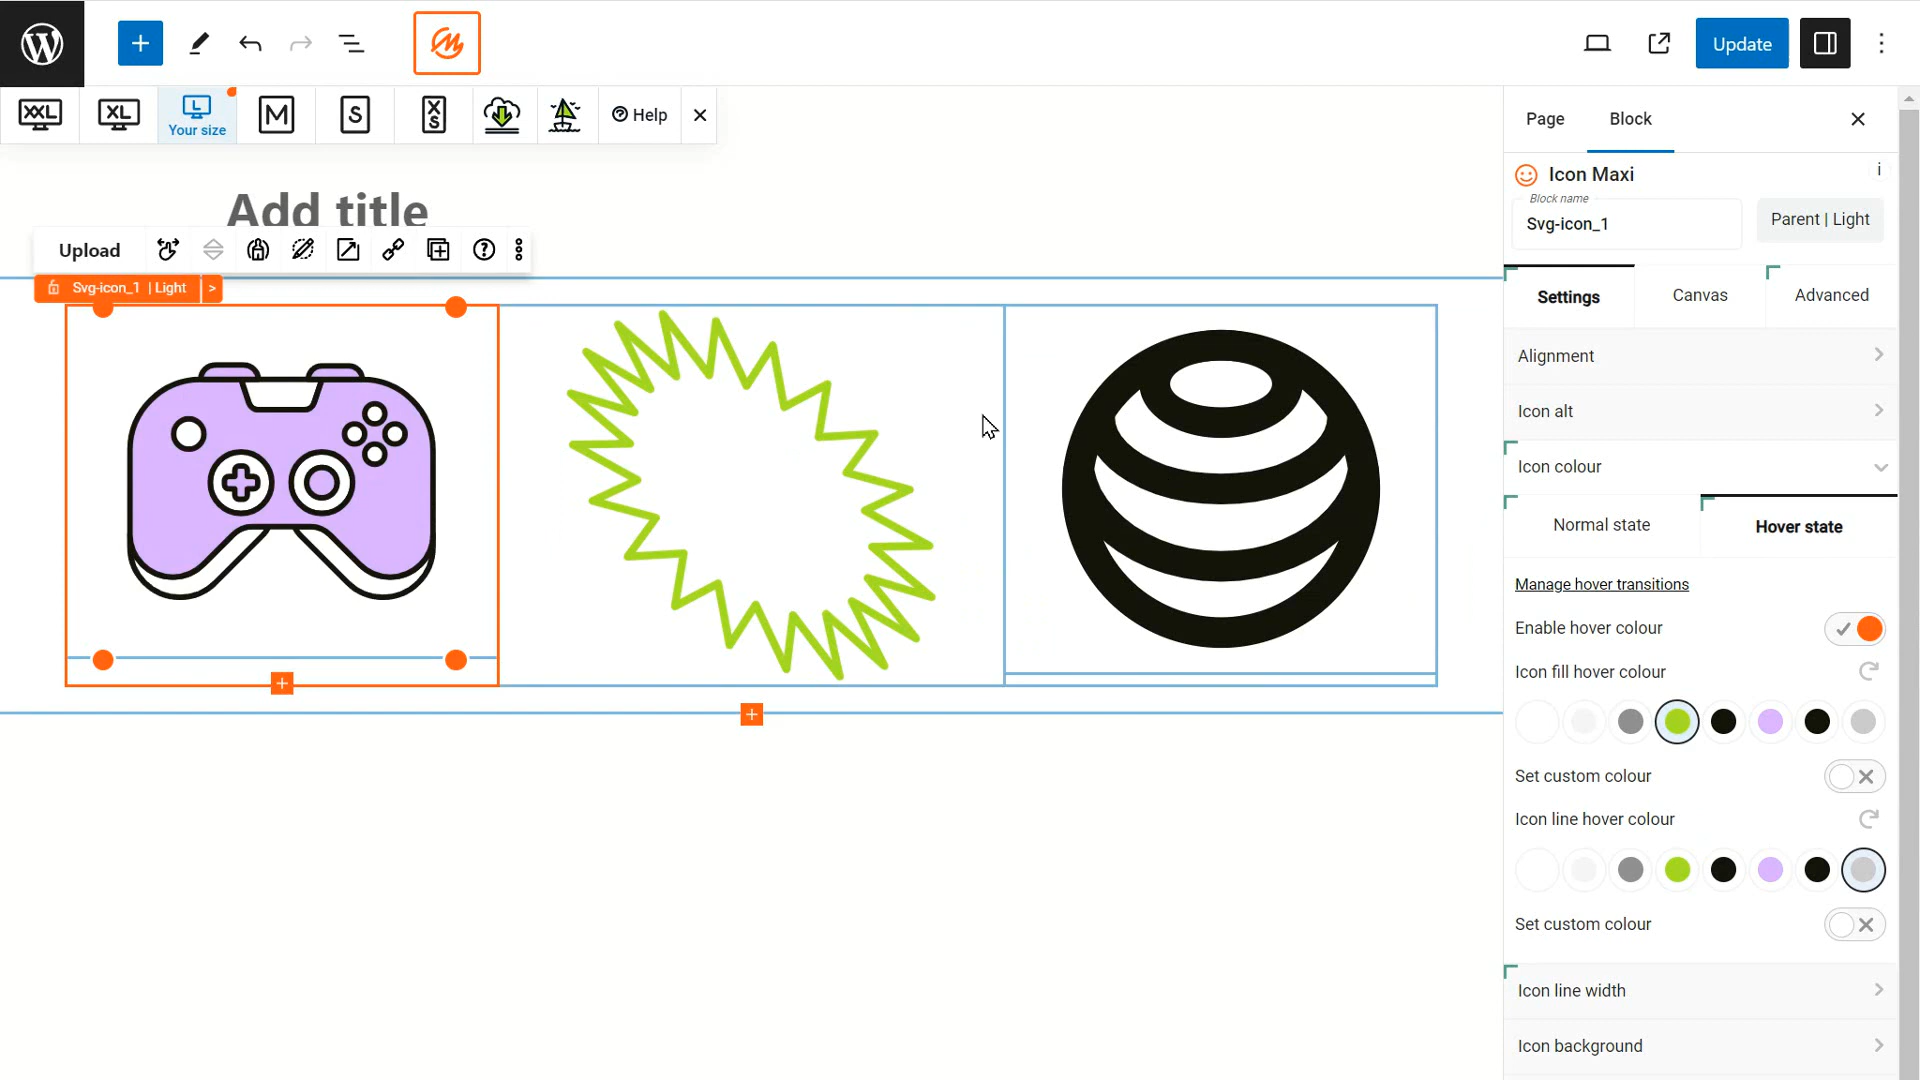 Update
XXL
XL
L
Your size
M
S
XS
Help
Page
Block
Icon Maxi
i
Block name
Svg-icon_1
Parent | Light
Add title
Upload
Svg-icon_1 | Light >
Settings
Canvas
Advanced
Alignment
Icon alt
Icon colour
Normal state
Hover state
Manage hover transitions
Enable hover colour
Icon fill hover colour
Set custom colour
Icon line hover colour
Set custom colour
Icon line width
Icon background